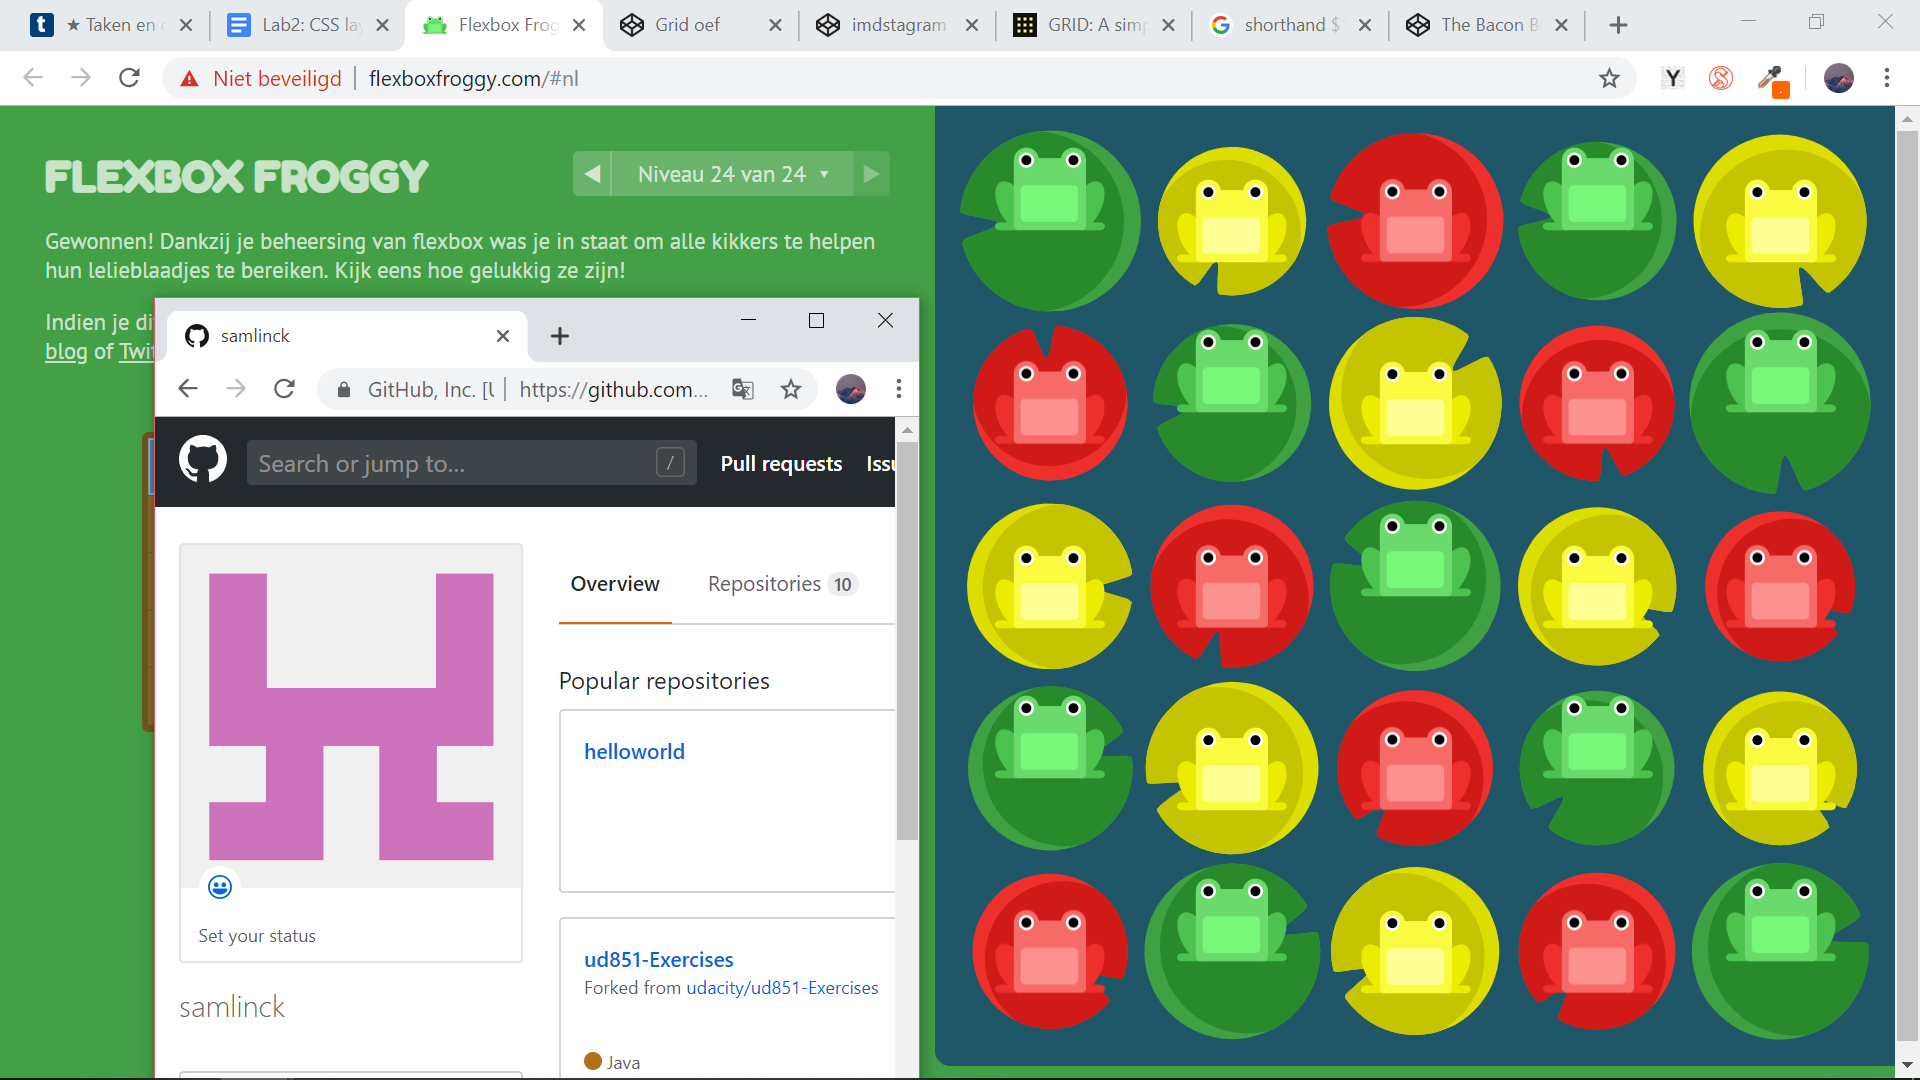 ★ Taken en
Lab2: CSS la
Flexbox Frog
Grid oef
imdstagram
GRID: A sim
shorthand $
The Bacon B
Niet beveiligd
flexboxfroggy.com/#nl
Y
FLEXBOX FROGGY
Niveau 24 van 24
Gewonnen! Dankzij je beheersing van flexbox was je in staat om alle kikkers te helpen
hun lelieblaadjes te bereiken. Kijk eens hoe gelukkig ze zijn!
Indien je di
blog of Twit
samlinck
GitHub, Inc. [U
https://github.com...
Search or jump to...
/
Pull requests
Issu
Overview
Repositories 10
Popular repositories
helloworld
Set your status
ud851-Exercises
Forked from udacity/ud851-Exercises
samlinck
Java